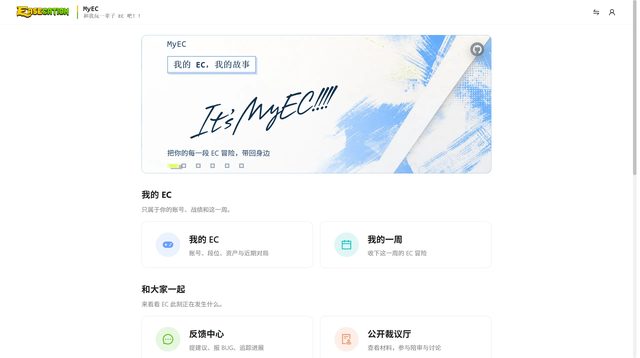 EaseCation
MyEC
和我玩一辈子 EC 吧！！
MyEC
我的 EC，我的故事
It's MyEC!!!!!
把你的每一段 EC 冒险，带回身边
我的 EC
只属于你的账号、战绩和这一周。
我的 EC
账号、段位、资产与近期对局
我的一周
收下这一周的 EC 冒险
和大家一起
来看看 EC 此刻正在发生什么。
反馈中心
提建议、报 BUG、追踪进展
公开裁议厅
查看材料，参与陪审与讨论